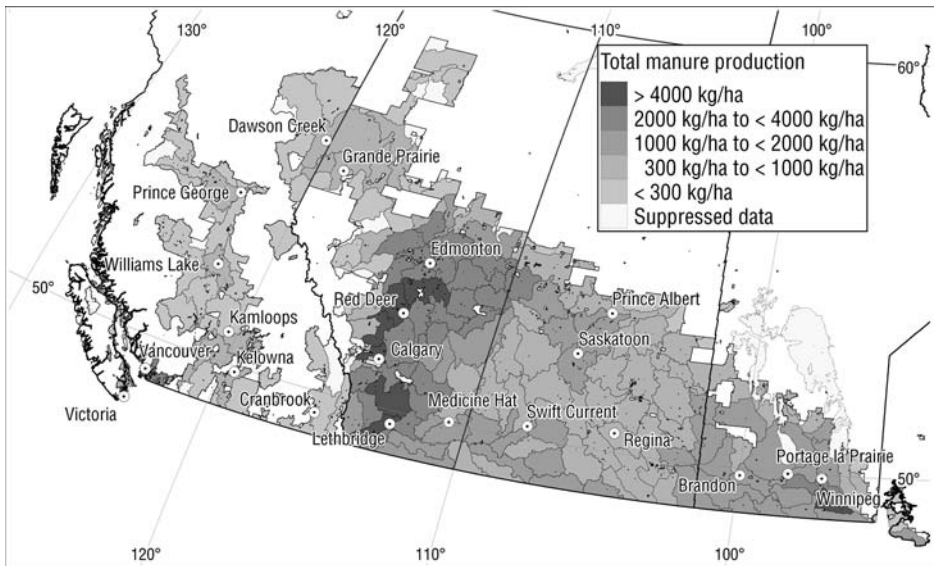 130°
120°
110°
100°
60°
Total manure production
> 4000 kg/ha
2000 kg/ha to < 4000 kg/ha
1000 kg/ha to < 2000 kg/ha
300 kg/ha to < 1000 kg/ha
< 300 kg/ha
Suppressed data
Dawson Creek
Grande Prairie
Prince George
Edmonton
Williams Lake
50°
Red Deer
Prince Albert
Kamloops
Saskatoon
Vancouver
Kelowna
Calgary
Cranbrook
Medicine Hat
Swift Current
Victoria
Lethbridge
Regina
Portage la Prairie
Brandon
50°
Winnipeg
120°
110°
100°